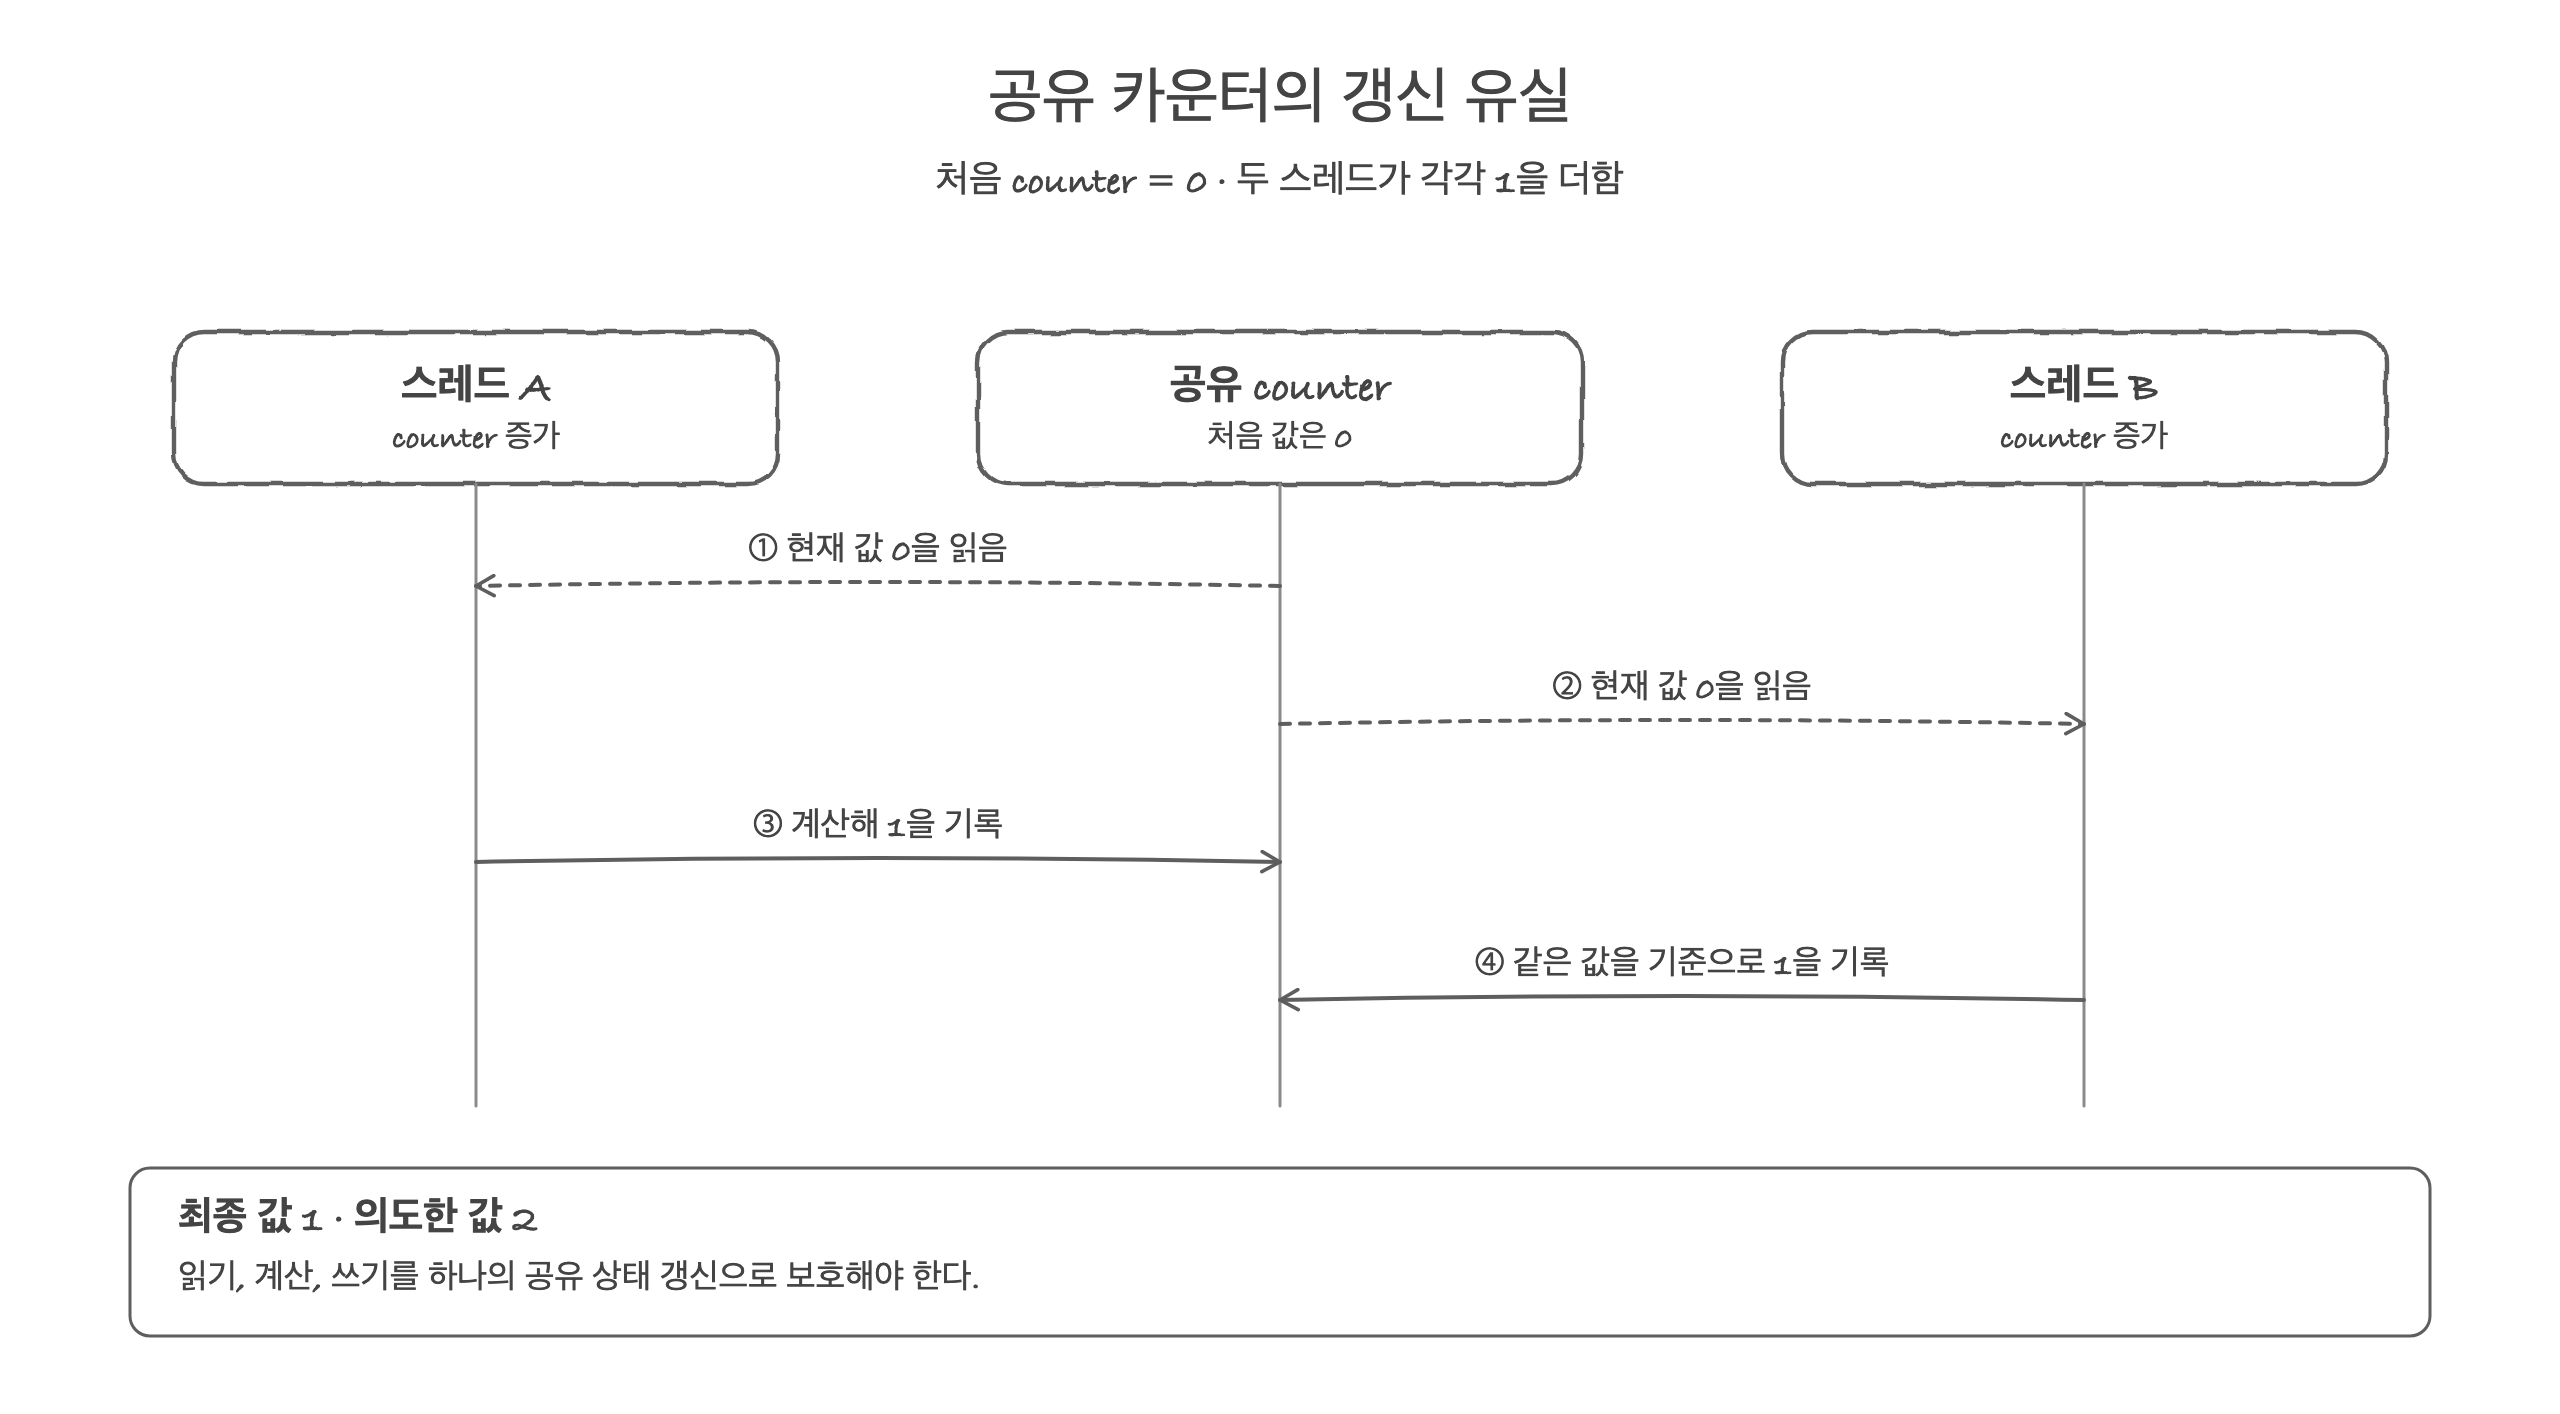 공유 카운터의 갱신 유실
처음 counter = 0 · 두 스레드가 각각 1을 더함
스레드 A
counter 증가
공유 counter
처음 값은 0
스레드 B
counter 증가
① 현재 값 0을 읽음
② 현재 값 0을 읽음
③ 계산해 1을 기록
④ 같은 값을 기준으로 1을 기록
최종 값 1 · 의도한 값 2
읽기, 계산, 쓰기를 하나의 공유 상태 갱신으로 보호해야 한다.